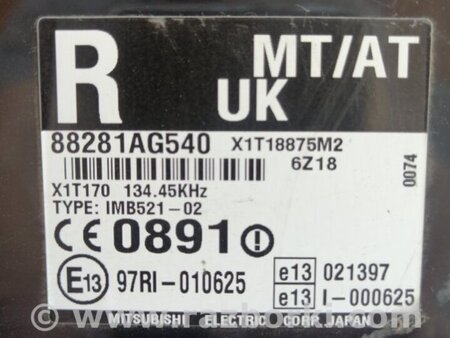 R MT/AT
UK
88281AG540 X1T18875M2
6Z18
0074
X1T170 134.45KHz
TYPE: IMB521-02
CE 0891
E13 97RI-010625
e13 021397
e13 I-000625
MITSUBISHI ELECTRIC CORP. JAPAN